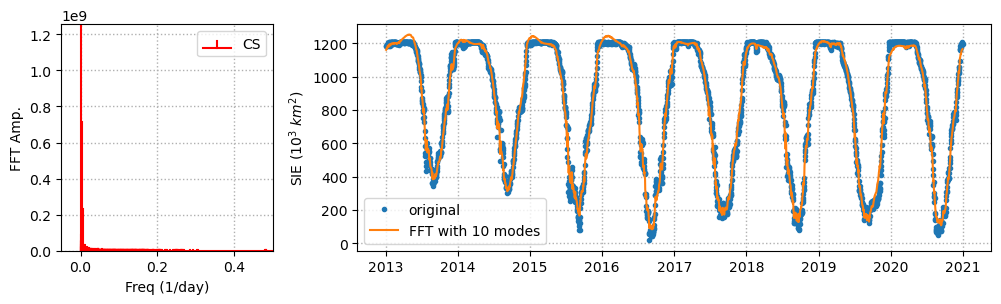 1e9
CS
FFT Amp.
1.2
1.0
0.8
0.6
0.4
0.2
0.0
0.0 0.2 0.4
Freq (1/day)
SIE (10³ km²)
1200
1000
800
600
400
200
0
original
FFT with 10 modes
2013 2014 2015 2016 2017 2018 2019 2020 2021